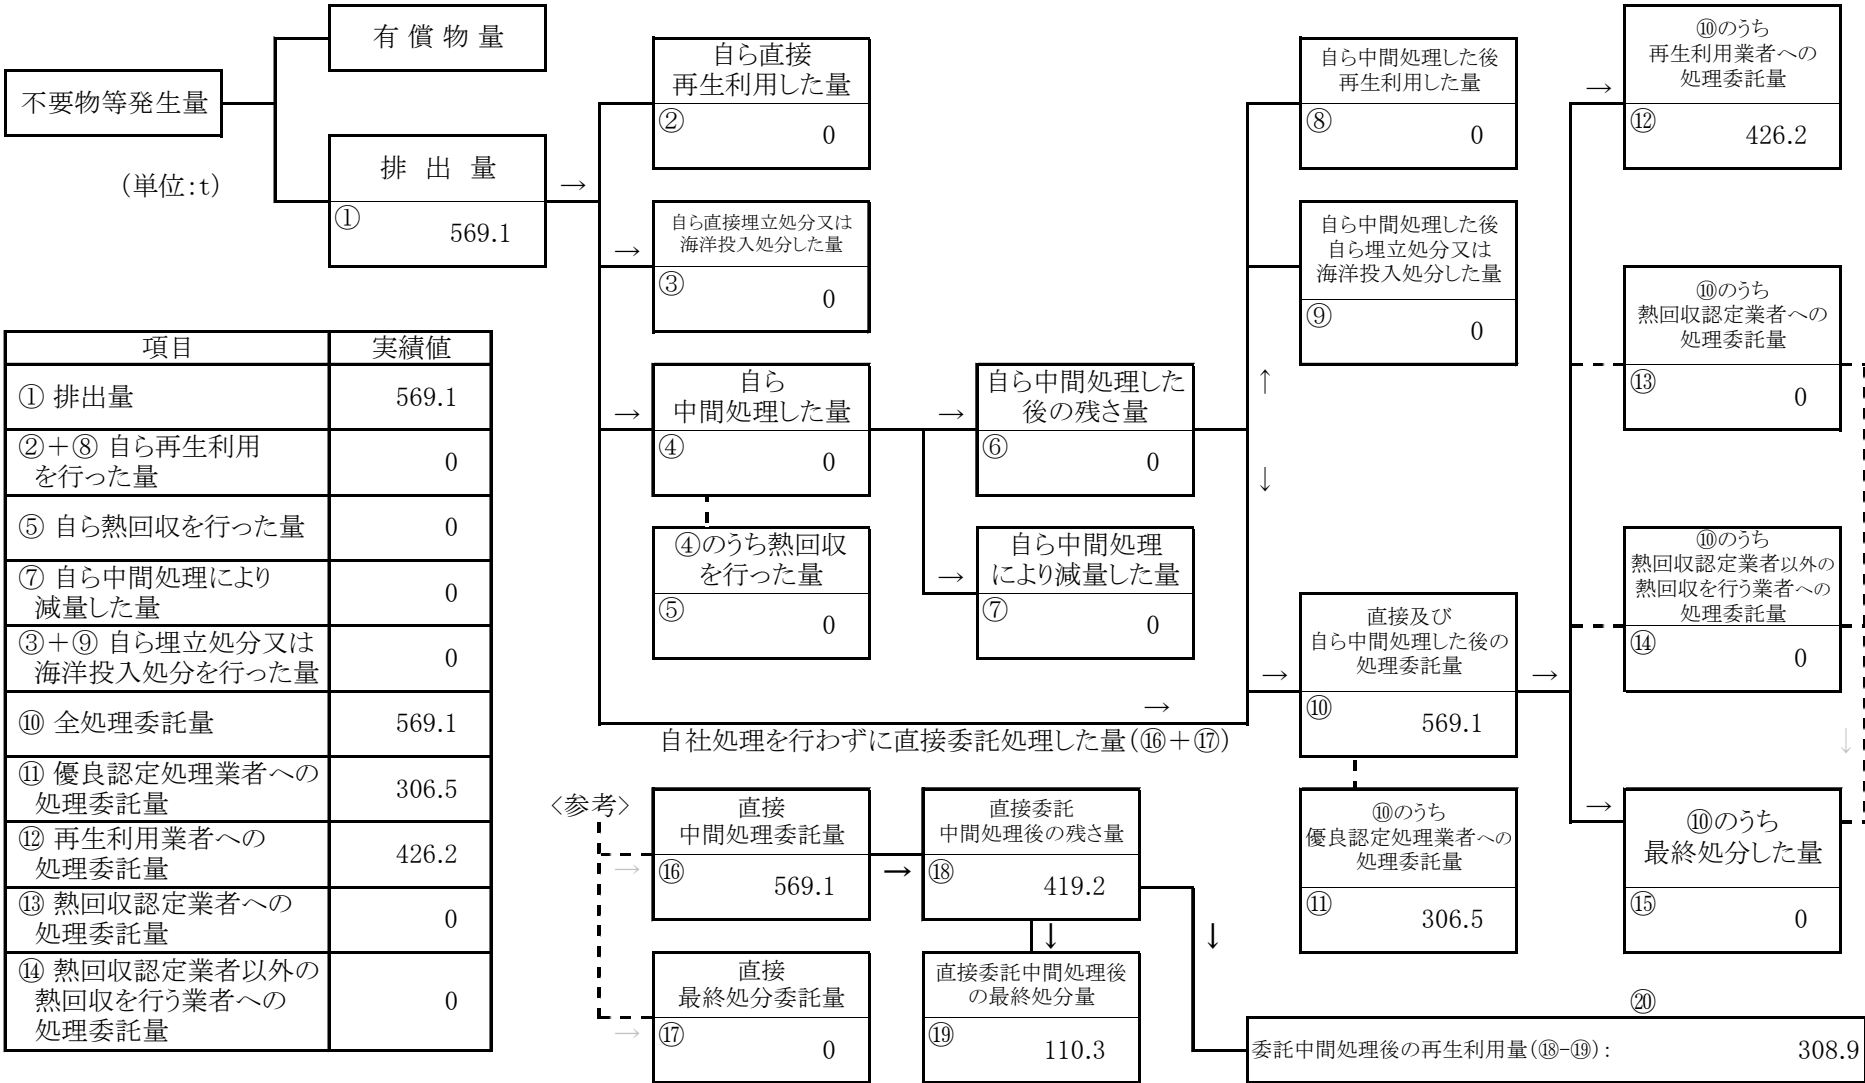 不要物等発生量
(単位:t)
有 償 物 量
排 出 量
①
569.1
→
自ら直接
再生利用した量
②
0
→
自ら直接埋立処分又は
海洋投入処分した量
③
0
→
自ら
中間処理した量
④
0
④のうち熱回収
を行った量
⑤
0
→
自ら中間処理した
後の残さ量
⑥
0
→
自ら中間処理
により減量した量
⑦
0
自ら中間処理した後
再生利用した量
⑧
0
自ら中間処理した後
自ら埋立処分又は
海洋投入処分した量
⑨
0
↑
↓
→
自社処理を行わずに直接委託処理した量(⑯+⑰)
→
直接及び
自ら中間処理した後の
処理委託量
⑩
569.1
⑩のうち
優良認定処理業者への
処理委託量
⑪
306.5
→
→
⑩のうち
再生利用業者への
処理委託量
⑫
426.2
⑩のうち
熱回収認定業者への
処理委託量
⑬
0
⑩のうち
熱回収認定業者以外の
熱回収を行う業者への
処理委託量
⑭
0
↓
→
⑩のうち
最終処分した量
⑮
0
項目 実績値
① 排出量 569.1
②+⑧ 自ら再生利用
を行った量 0
⑤ 自ら熱回収を行った量 0
⑦ 自ら中間処理により
減量した量 0
③+⑨ 自ら埋立処分又は
海洋投入処分を行った量 0
⑩ 全処理委託量 569.1
⑪ 優良認定処理業者への
処理委託量 306.5
⑫ 再生利用業者への
処理委託量 426.2
⑬ 熱回収認定業者への
処理委託量 0
⑭ 熱回収認定業者以外の
熱回収を行う業者への
処理委託量 0
〈参考〉
→
直接
中間処理委託量
⑯
569.1
→
直接
最終処分委託量
⑰
0
→
直接委託
中間処理後の残さ量
⑱
419.2
↓
直接委託中間処理後
の最終処分量
⑲
110.3
↓
⑳
委託中間処理後の再生利用量(⑱-⑲): 308.9